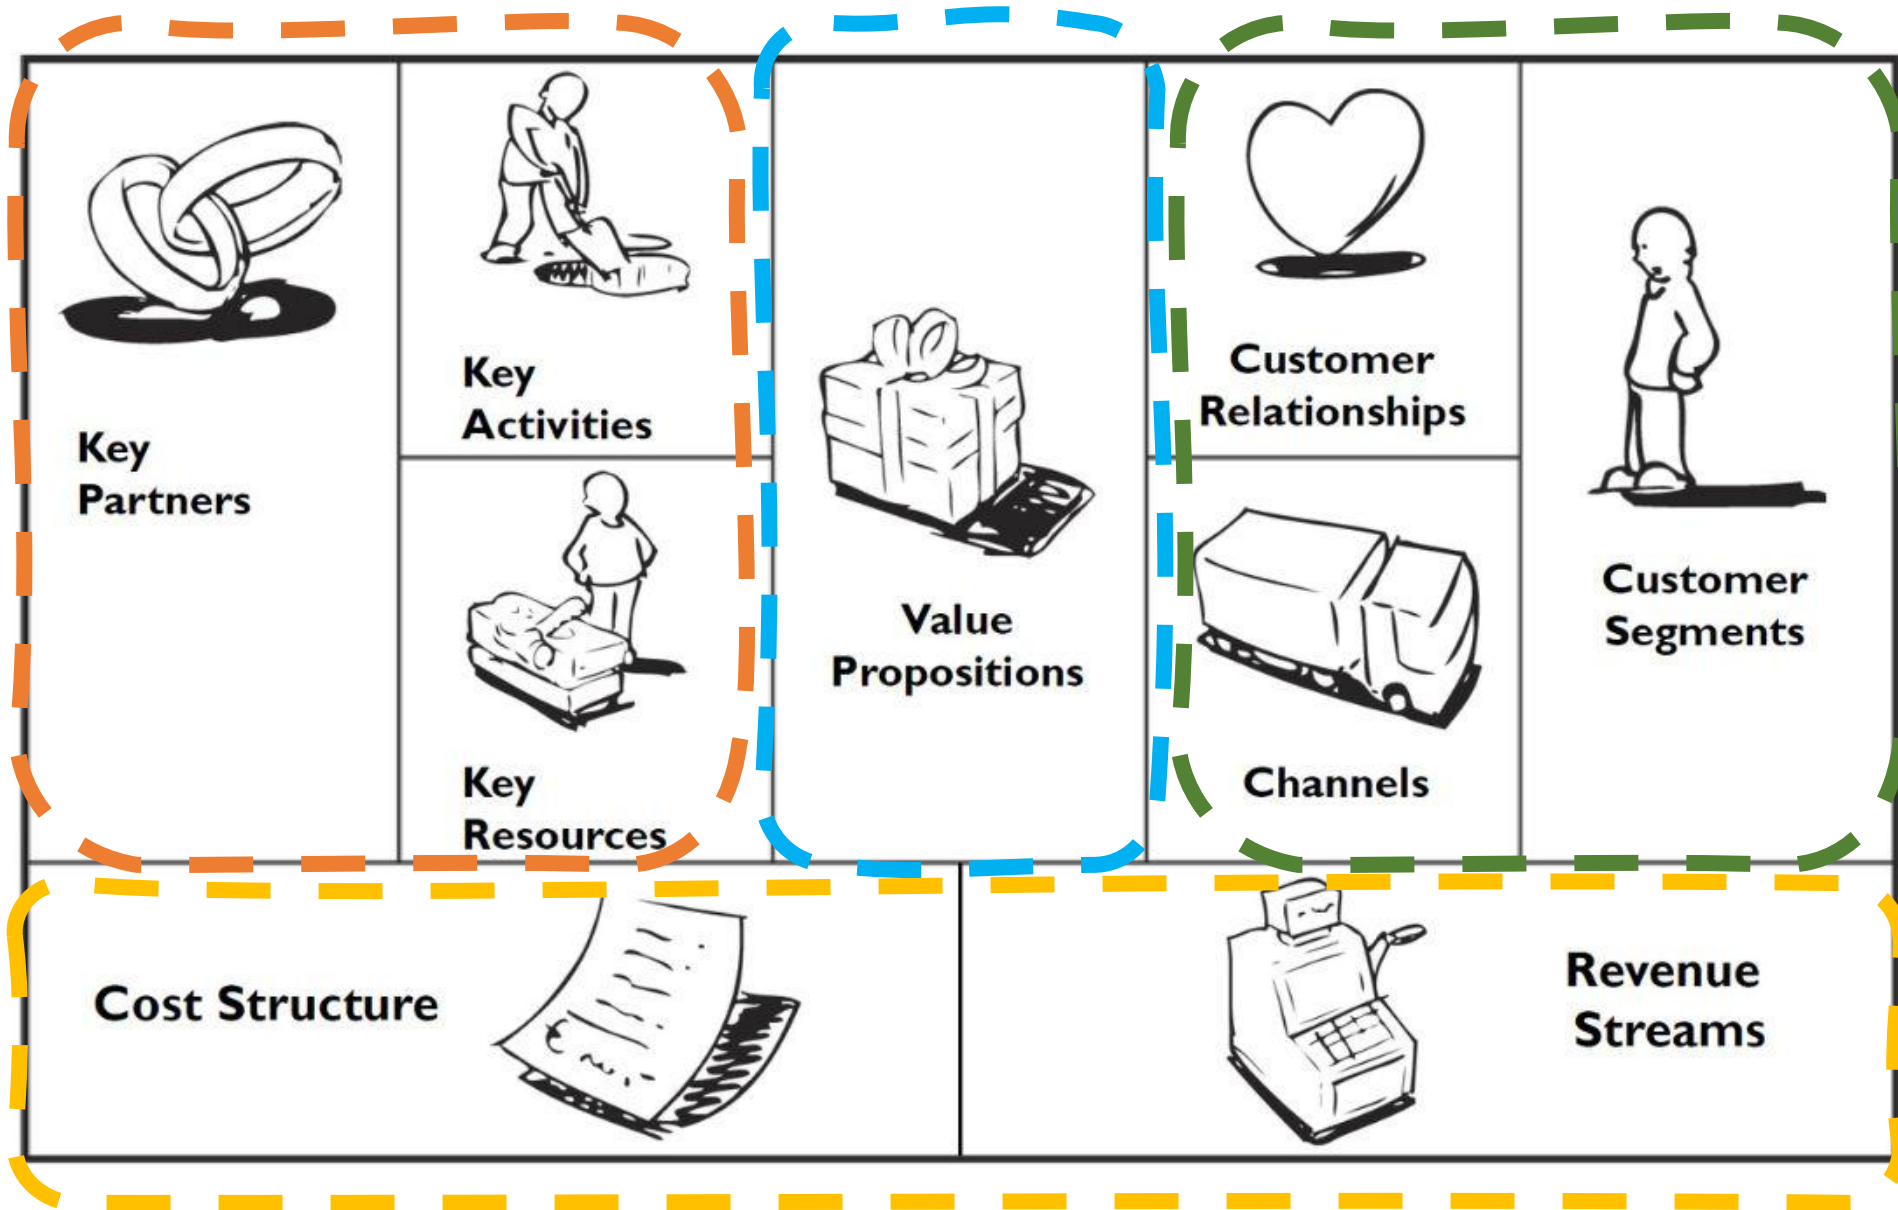 Key
Partners
Key
Activities
Key
Resources
Value
Propositions
Customer
Relationships
Channels
Customer
Segments
Cost Structure
Revenue
Streams